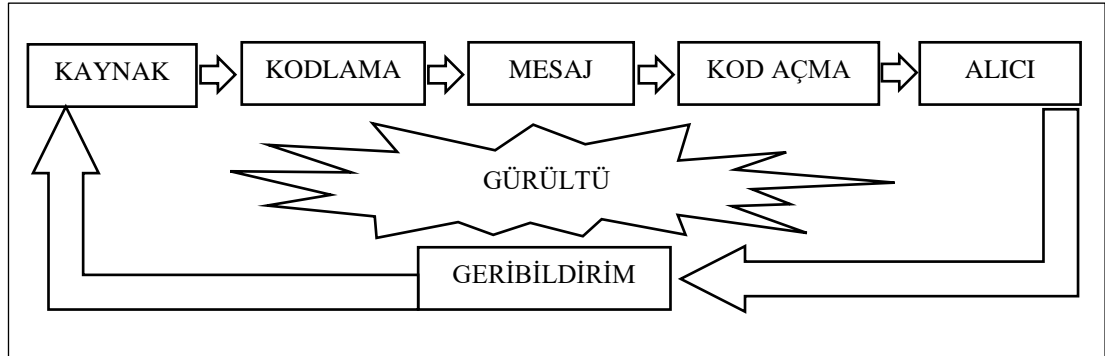 KAYNAK
KODLAMA
MESAJ
KOD AÇMA
ALICI
GÜRÜLTÜ
GERİBİLDİRİM